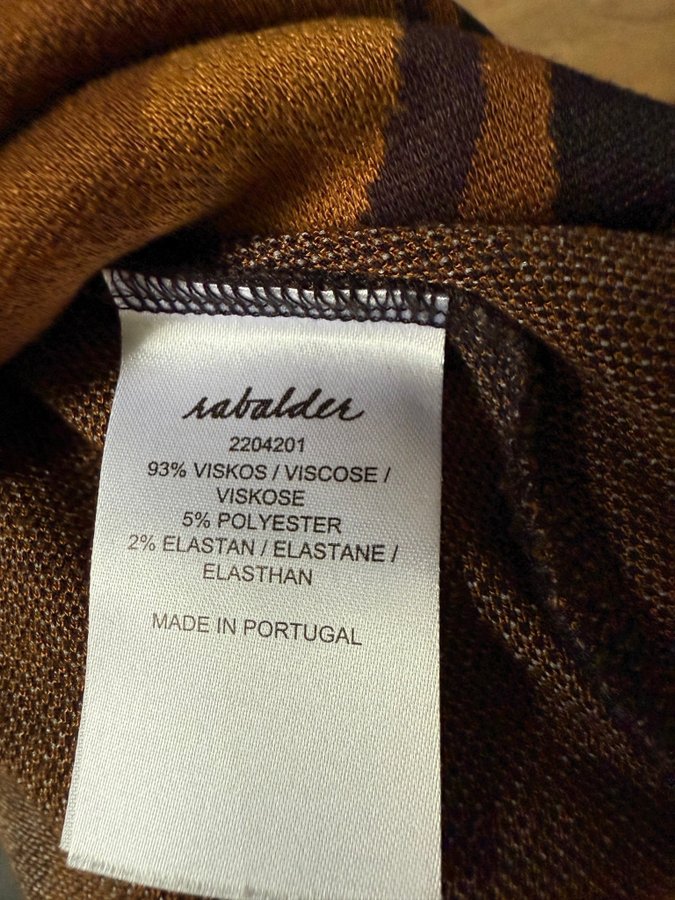 rabalder
2204201
93% VISKOS / VISCOSE /
VISKOSE
5% POLYESTER
2% ELASTAN / ELASTANE /
ELASTHAN
MADE IN PORTUGAL